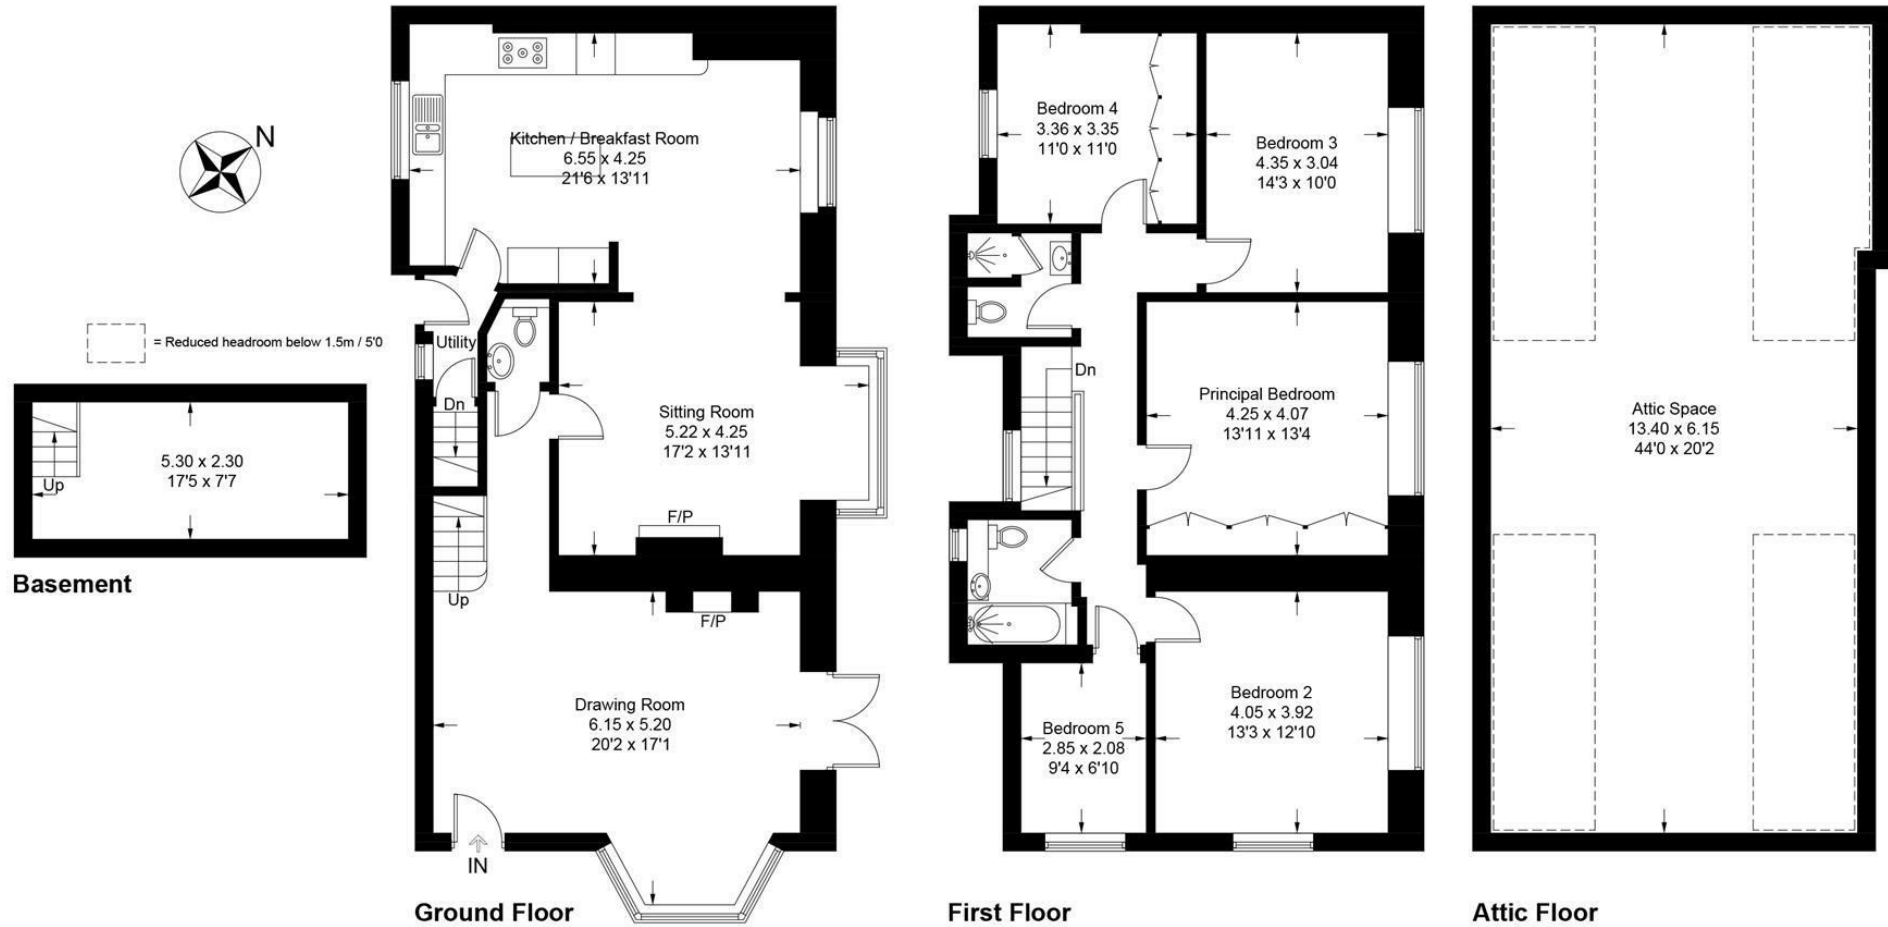 N
= Reduced headroom below 1.5m / 5'0
5.30 x 2.30
17'5 x 7'7
Up
Basement
Kitchen / Breakfast Room
6.55 x 4.25
21'6 x 13'11
Utility
Dn
Sitting Room
5.22 x 4.25
17'2 x 13'11
F/P
Up
F/P
Drawing Room
6.15 x 5.20
20'2 x 17'1
IN
Ground Floor
Bedroom 4
3.36 x 3.35
11'0 x 11'0
Bedroom 3
4.35 x 3.04
14'3 x 10'0
Dn
Principal Bedroom
4.25 x 4.07
13'11 x 13'4
Bedroom 2
4.05 x 3.92
13'3 x 12'10
Bedroom 5
2.85 x 2.08
9'4 x 6'10
First Floor
Attic Space
13.40 x 6.15
44'0 x 20'2
Attic Floor